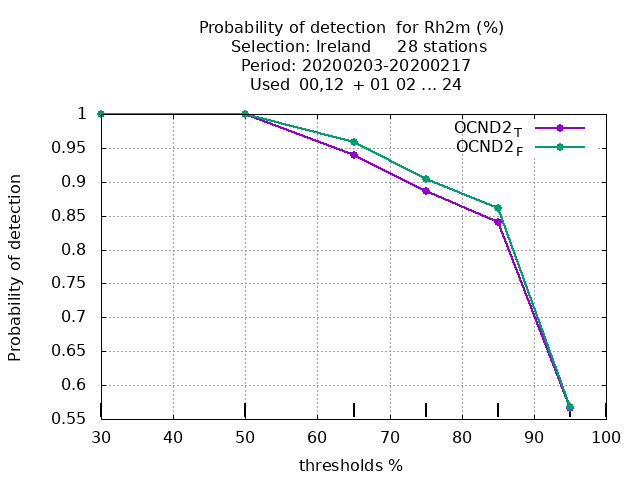 Probability of detection  for Rh2m (%)
Selection: Ireland     28 stations
Period: 20200203-20200217
Used  00,12  + 01 02 ... 24
1
0.95
0.9
0.85
0.8
0.75
0.7
0.65
0.6
0.55
Probability of detection
OCND2T
OCND2F
30 40 50 60 70 80 90 100
thresholds %